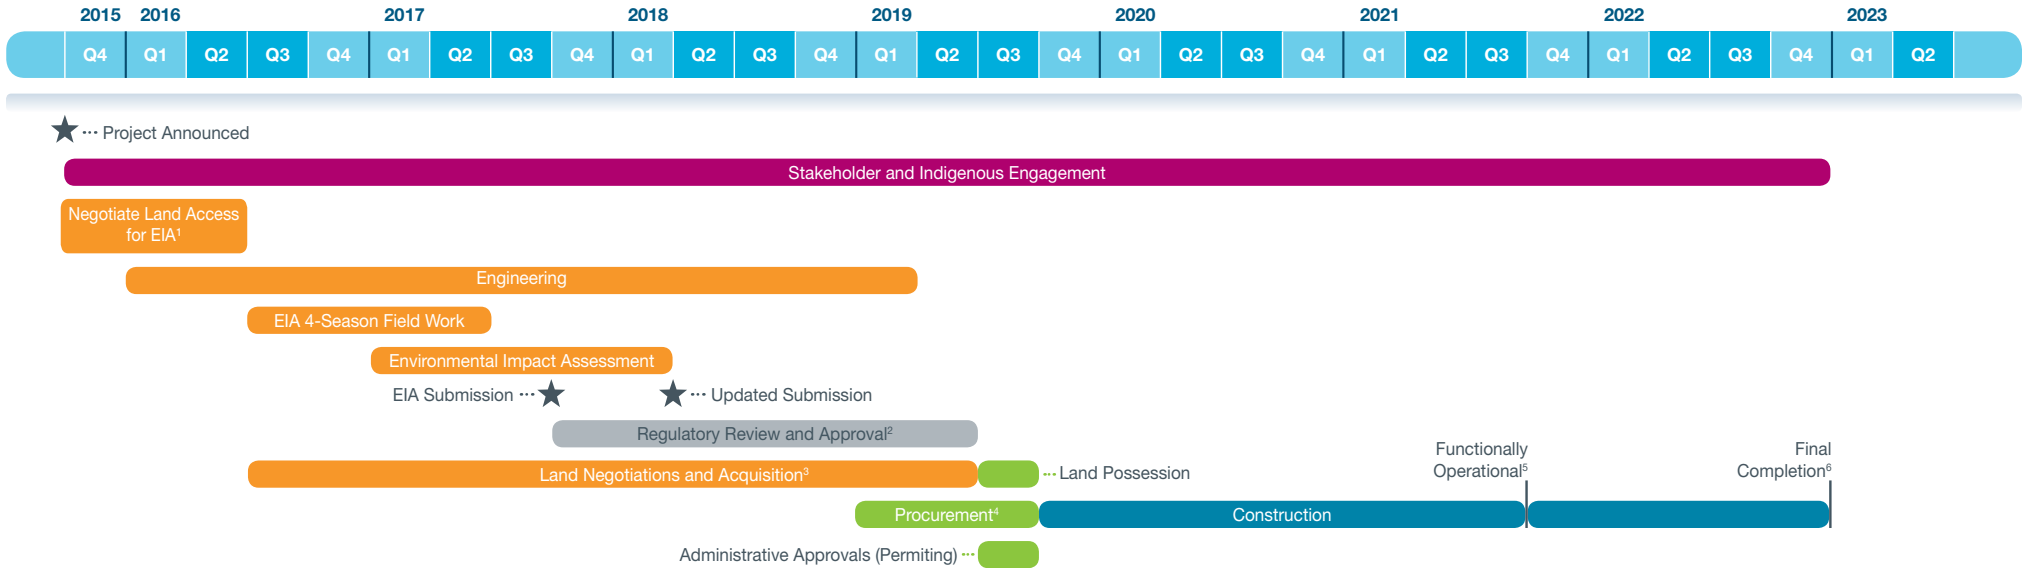 2015 2016 2017 2018 2019 2020 2021 2022 2023
Q4 Q1 Q2 Q3 Q4 Q1 Q2 Q3 Q4 Q1 Q2 Q3 Q4 Q1 Q2 Q3 Q4 Q1 Q2 Q3 Q4 Q1 Q2 Q3 Q4 Q1 Q2 Q3 Q4 Q1 Q2
Project Announced
Stakeholder and Indigenous Engagement
Negotiate Land Access
for EIA¹
Engineering
EIA 4-Season Field Work
Environmental Impact Assessment
EIA Submission
Updated Submission
Regulatory Review and Approval²
Functionally
Operational⁵
Final
Completion⁶
Land Negotiations and Acquisition³
Land Possession
Procurement⁴
Construction
Administrative Approvals (Permiting)